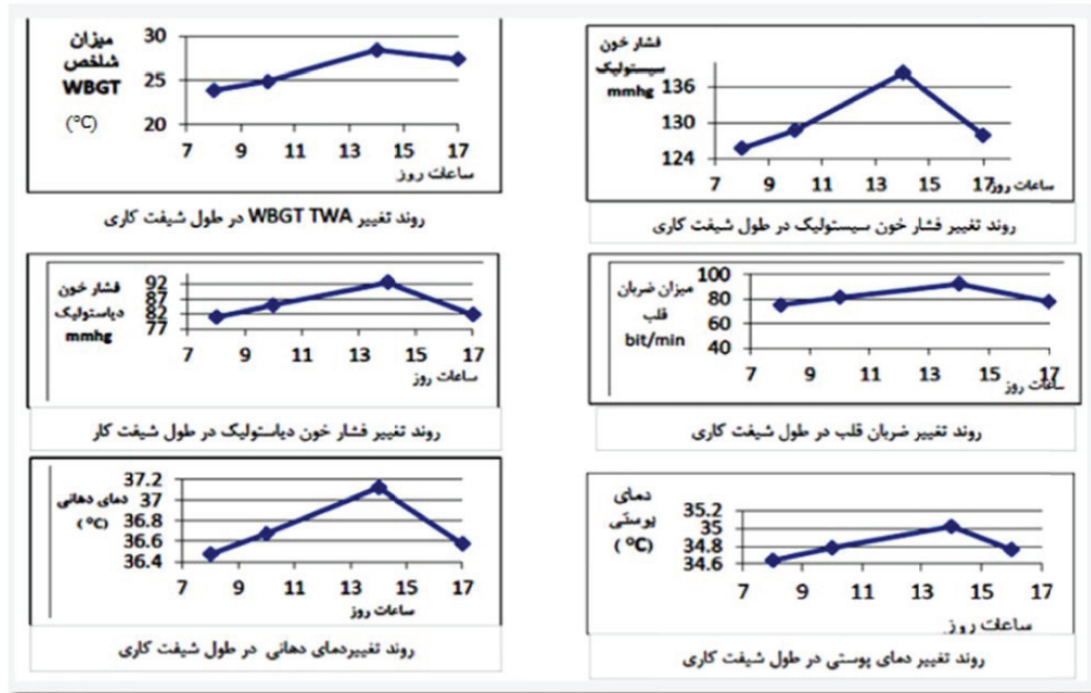 میزان
شاخص
WBGT
(°C)
30
25
20
7 9 11 13 15 17
ساعات روز
روند تغییر WBGT TWA در طول شیفت کاری
فشار خون
سیستولیک
mmhg
136
130
124
7 9 11 13 15 17
ساعات روز
روند تغییر فشار خون سیستولیک در طول شیفت کاری
فشار خون
دیاستولیک
mmhg
92
87
82
77
7 9 11 13 15 17
ساعات روز
روند تغییر فشار خون دیاستولیک در طول شیفت کار
میزان ضربان
قلب
bit/min
100
80
60
40
7 9 11 13 15 17
ساعات روز
روند تغییر ضربان قلب در طول شیفت کاری
دمای دهانی
(°C)
37.2
37
36.8
36.6
36.4
7 9 11 13 15 17
ساعات روز
روند تغییردمای دهانی در طول شیفت کاری
دمای
پوستی
(°C)
35.2
35
34.8
34.6
7 9 11 13 15 17
ساعات روز
روند تغییر دمای پوستی در طول شیفت کاری